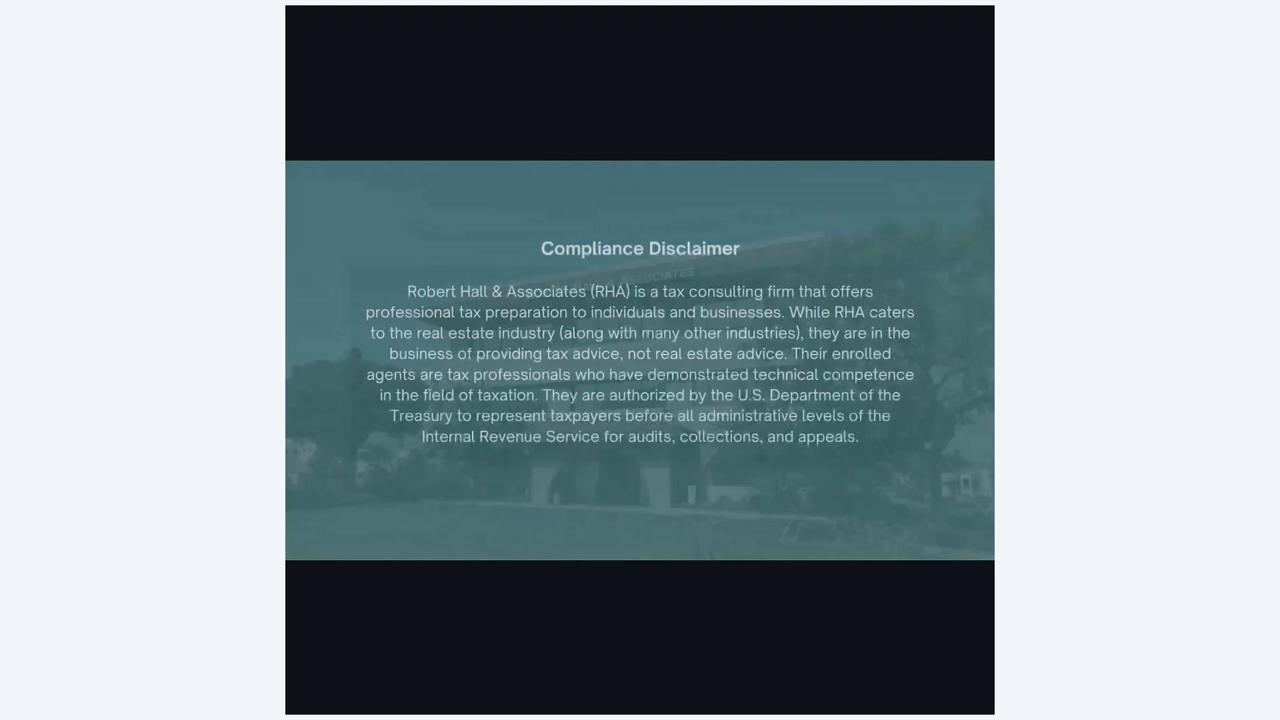 Compliance Disclaimer
ASSOCIATES
Robert Hall & Associates (RHA) is a tax consulting firm that offers
professional tax preparation to individuals and businesses. While RHA caters
to the real estate industry (along with many other industries), they are in the
business of providing tax advice, not real estate advice. Their enrolled
agents are tax professionals who have demonstrated technical competence
in the field of taxation. They are authorized by the U.S. Department of the
Treasury to represent taxpayers before all administrative levels of the
Internal Revenue Service for audits, collections, and appeals.